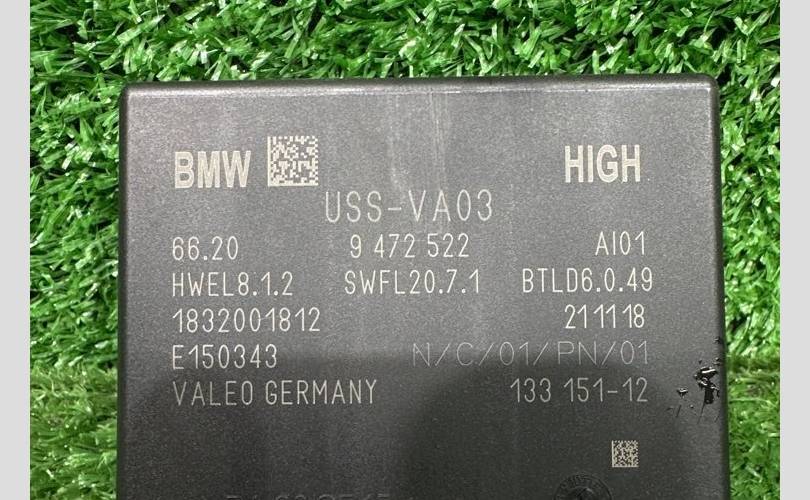 BMW HIGH
USS-VA03
66.20 9 472 522 AI01
HWEL8.1.2 SWFL20.7.1 BTLD6.0.49
1832001812 211118
E150343 N/C/01/PN/01
VALEO GERMANY 133 151-12